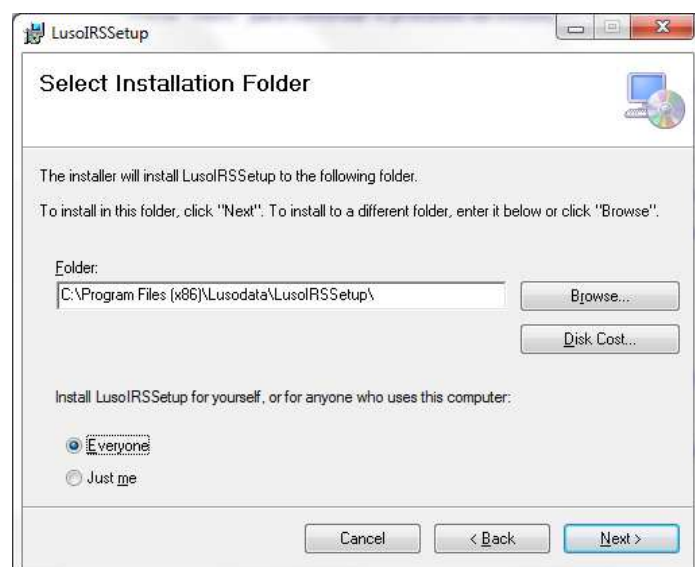 LusoIRSSetup
Select Installation Folder
The installer will install LusoIRSSetup to the following folder.
To install in this folder, click "Next". To install to a different folder, enter it below or click "Browse".
Folder:
C:\Program Files (x86)\Lusodata\LusoIRSSetup\
Browse...
Disk Cost...
Install LusoIRSSetup for yourself, or for anyone who uses this computer:
Everyone
Just me
Cancel
< Back
Next >